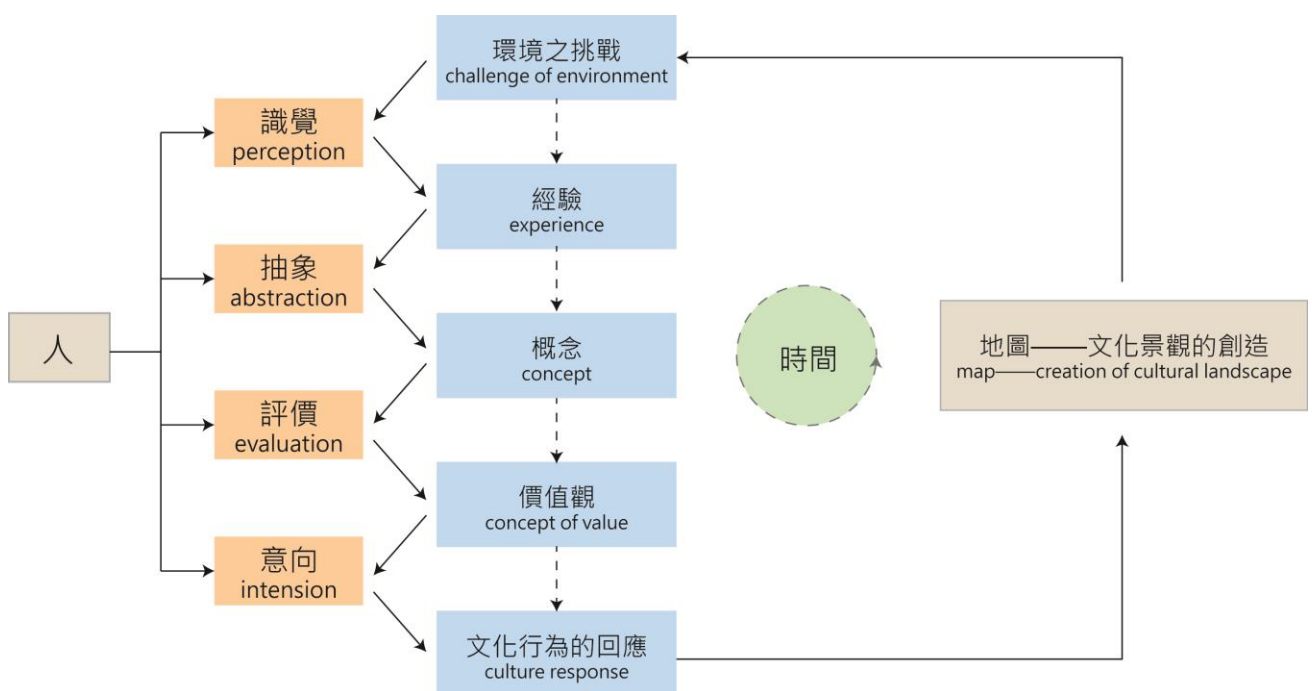 環境之挑戰
challenge of environment
識覺
perception
經驗
experience
抽象
abstraction
人
概念
concept
時間
地圖——文化景觀的創造
map——creation of cultural landscape
評價
evaluation
價值觀
concept of value
意向
intension
文化行為的回應
culture response